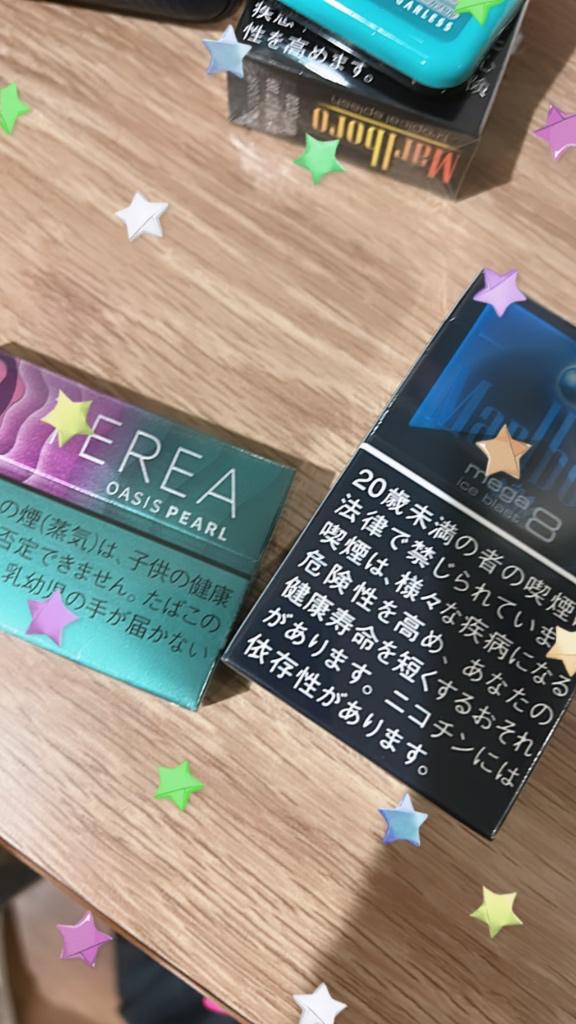 ARLESS
疾
性を高めます。
Marlboro
tropical splash
TEREA
OASIS PEARL
の煙(蒸気)は、子供の健康
否定できません。たばこの
乳幼児の手が届かない
Marlboro
mega 8
ice blast
20歳未満の者の喫煙
法律で禁じられていま
喫煙は、様々な疾病になる
危険性を高め、あなたの
健康寿命を短くするおそれ
があります。ニコチンには
依存性があります。